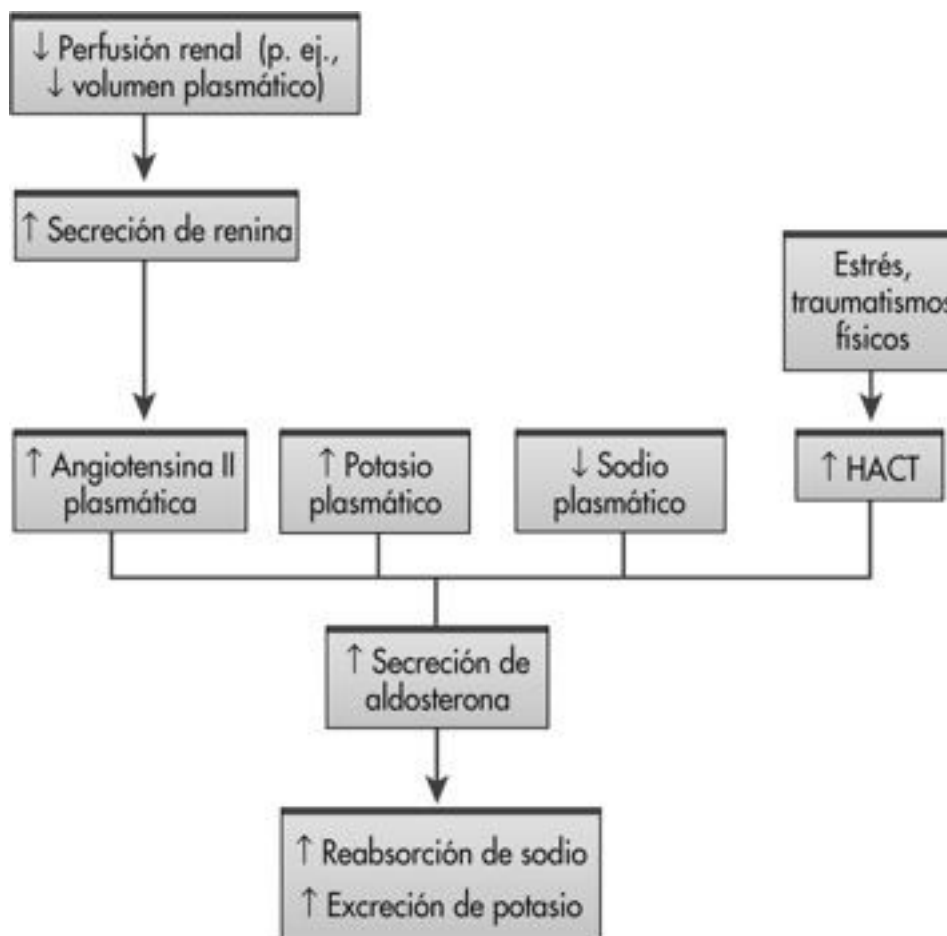 ↓ Perfusión renal (p. ej.,
↓ volumen plasmático)
↑ Secreción de renina
Estrés,
traumatismos
físicos
↑ Angiotensina II
plasmática
↑ Potasio
plasmático
↓ Sodio
plasmático
↑ HACT
↑ Secreción de
aldosterona
↑ Reabsorción de sodio
↑ Excreción de potasio